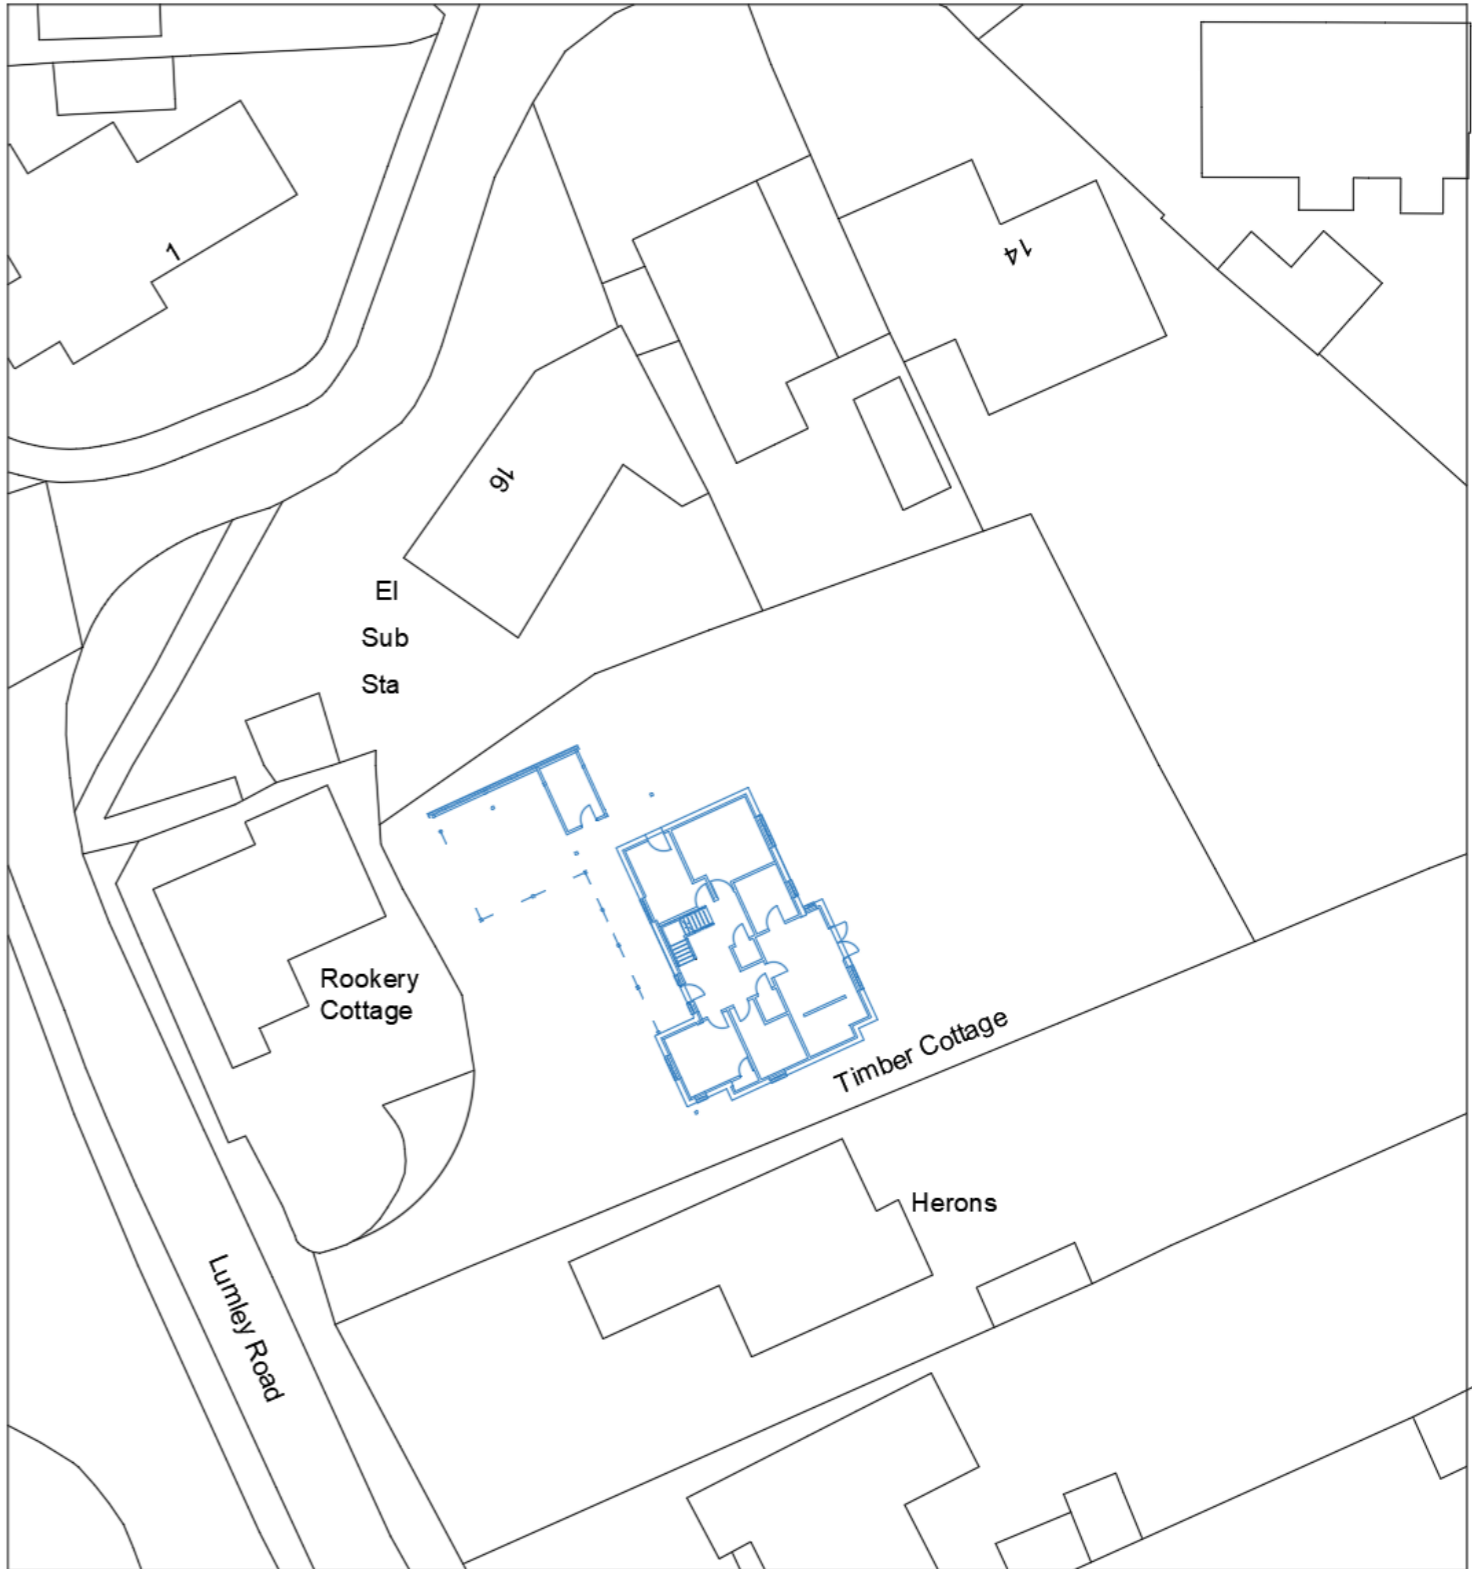 1
14
16
El
Sub
Sta
Rookery
Cottage
Timber Cottage
Herons
Lumley Road